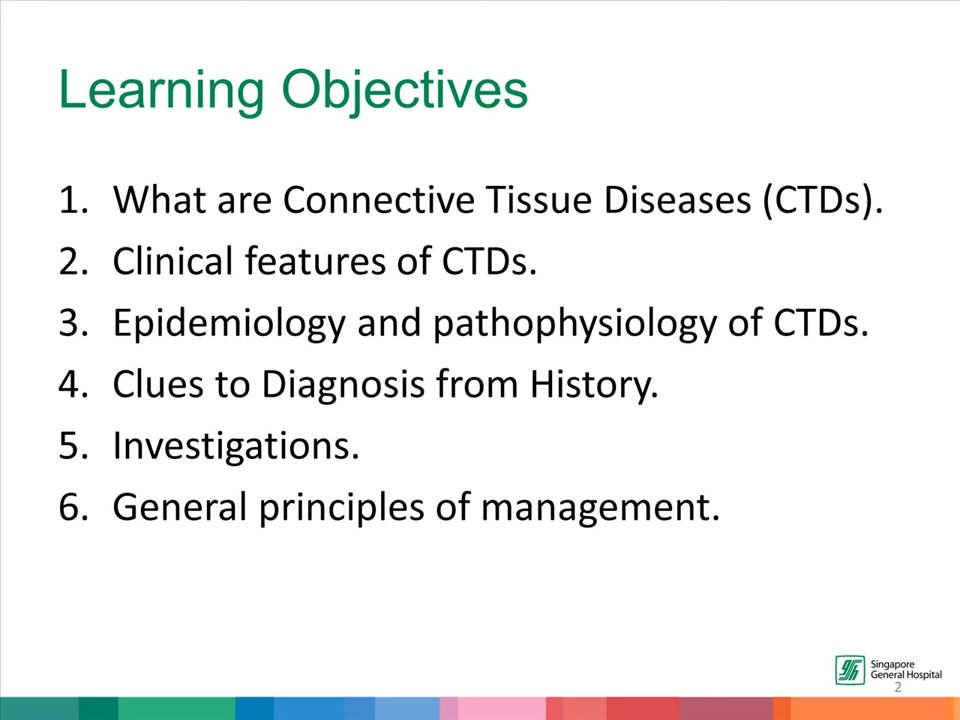 Learning Objectives
1. What are Connective Tissue Diseases (CTDs).
2. Clinical features of CTDs.
3. Epidemiology and pathophysiology of CTDs.
4. Clues to Diagnosis from History.
5. Investigations.
6. General principles of management.
Singapore
General Hospital
2